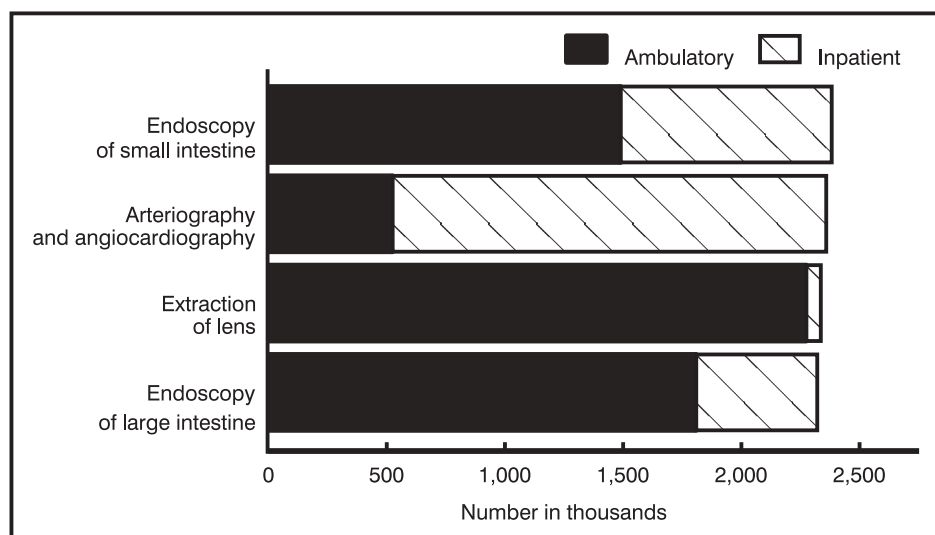 Ambulatory Inpatient
Endoscopy
of small intestine
Arteriography
and angiocardiography
Extraction
of lens
Endoscopy
of large intestine
0 500 1,000 1,500 2,000 2,500
Number in thousands